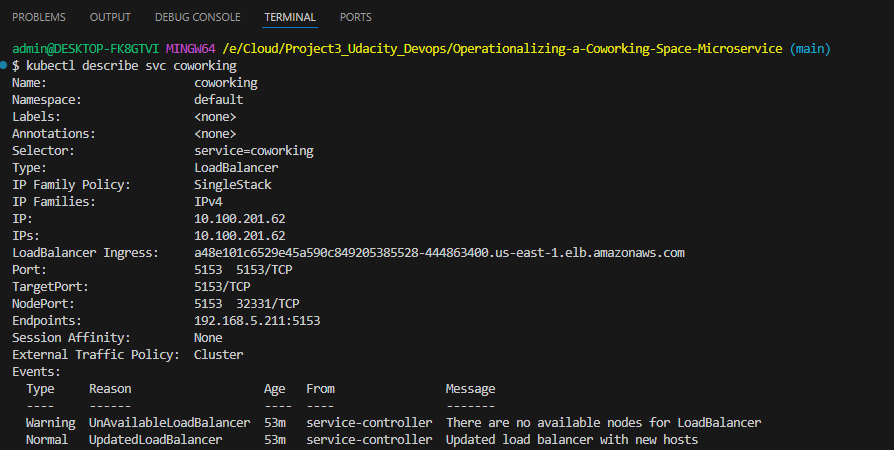 PROBLEMS OUTPUT DEBUG CONSOLE TERMINAL PORTS
admin@DESKTOP-FK8GTVI MINGW64 /e/Cloud/Project3_Udacity_Devops/Operationalizing-a-Coworking-Space-Microservice (main)
$ kubectl describe svc coworking
Name: coworking
Namespace: default
Labels: <none>
Annotations: <none>
Selector: service=coworking
Type: LoadBalancer
IP Family Policy: SingleStack
IP Families: IPv4
IP: 10.100.201.62
IPs: 10.100.201.62
LoadBalancer Ingress: a48e101c6529e45a590c849205385528-444863400.us-east-1.elb.amazonaws.com
Port: 5153 5153/TCP
TargetPort: 5153/TCP
NodePort: 5153 32331/TCP
Endpoints: 192.168.5.211:5153
Session Affinity: None
External Traffic Policy: Cluster
Events:
Type Reason Age From Message
---- ------ ---- ---- -------
Warning UnAvailableLoadBalancer 53m service-controller There are no available nodes for LoadBalancer
Normal UpdatedLoadBalancer 53m service-controller Updated load balancer with new hosts